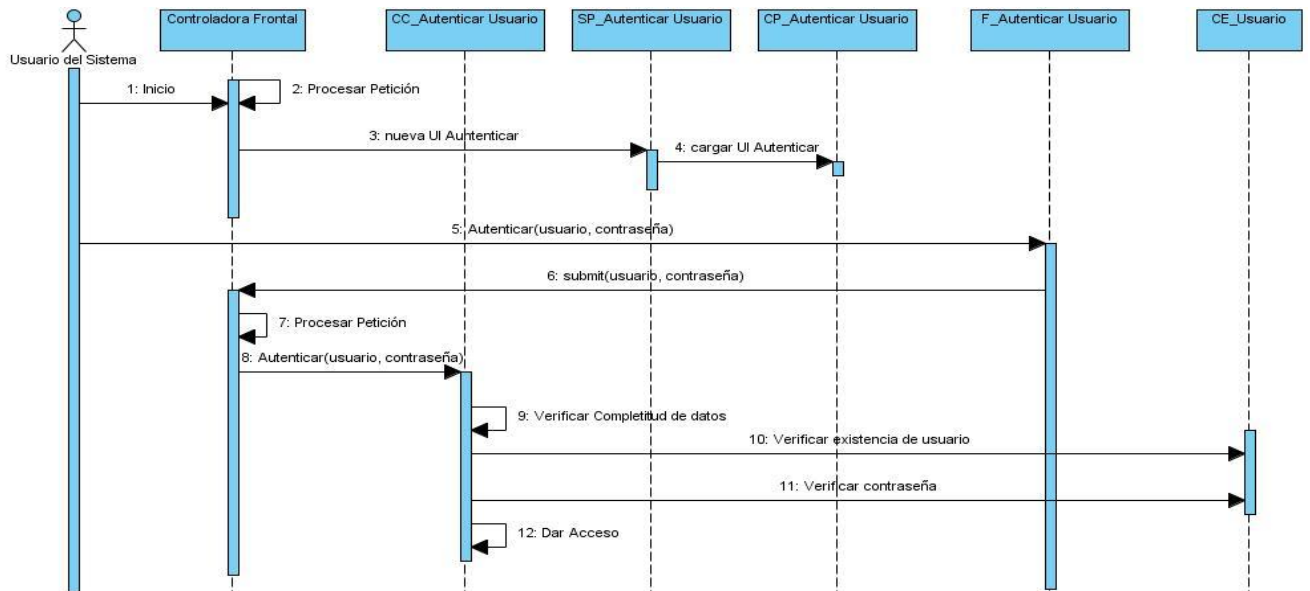 Controladora Frontal
CC_Autenticar Usuario
SP_Autenticar Usuario
CP_Autenticar Usuario
F_Autenticar Usuario
CE_Usuario
Usuario del Sistema
1: Inicio
2: Procesar Petición
3: nueva UI Auhtenticar
4: cargar UI Autenticar
5: Autenticar(usuario, contraseña)
6: submit(usuario, contraseña)
7: Procesar Petición
8: Autenticar(usuario, contraseña)
9: Verificar Completitud de datos
10: Verificar existencia de usuario
11: Verificar contraseña
12: Dar Acceso